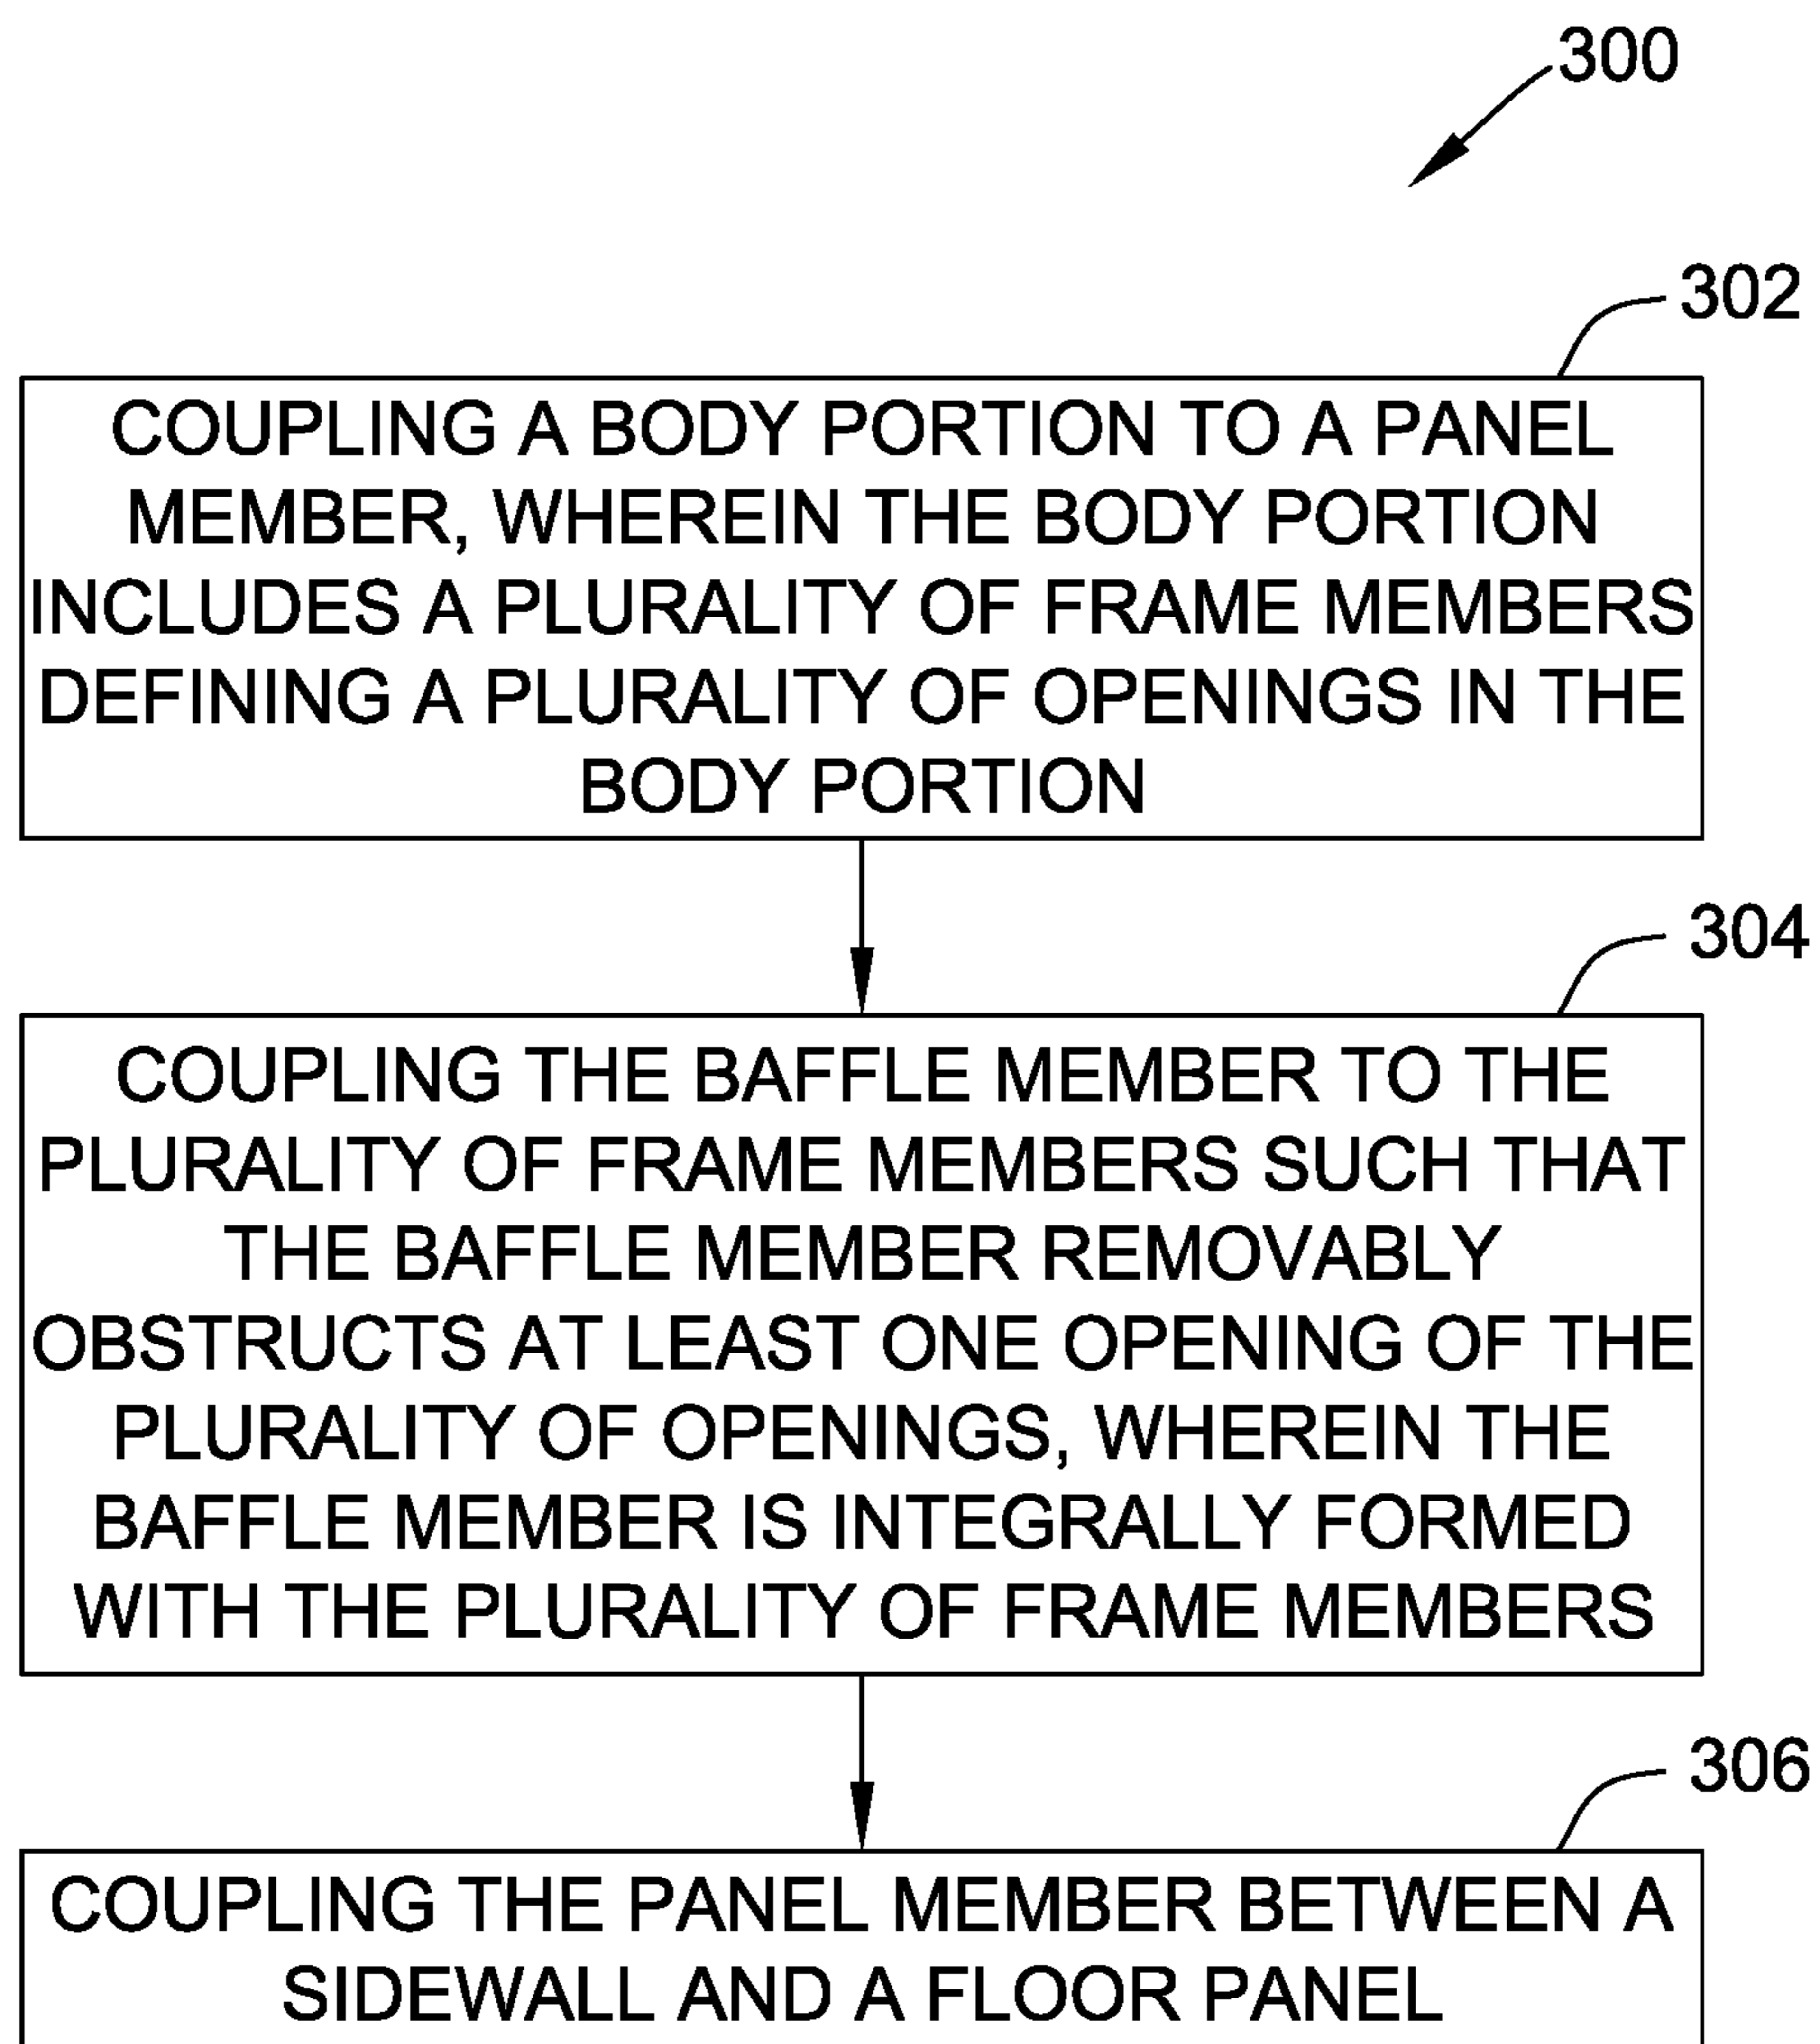 300
302
COUPLING A BODY PORTION TO A PANEL
MEMBER, WHEREIN THE BODY PORTION
INCLUDES A PLURALITY OF FRAME MEMBERS
DEFINING A PLURALITY OF OPENINGS IN THE
BODY PORTION
304
COUPLING THE BAFFLE MEMBER TO THE
PLURALITY OF FRAME MEMBERS SUCH THAT
THE BAFFLE MEMBER REMOVABLY
OBSTRUCTS AT LEAST ONE OPENING OF THE
PLURALITY OF OPENINGS, WHEREIN THE
BAFFLE MEMBER IS INTEGRALLY FORMED
WITH THE PLURALITY OF FRAME MEMBERS
306
COUPLING THE PANEL MEMBER BETWEEN A
SIDEWALL AND A FLOOR PANEL